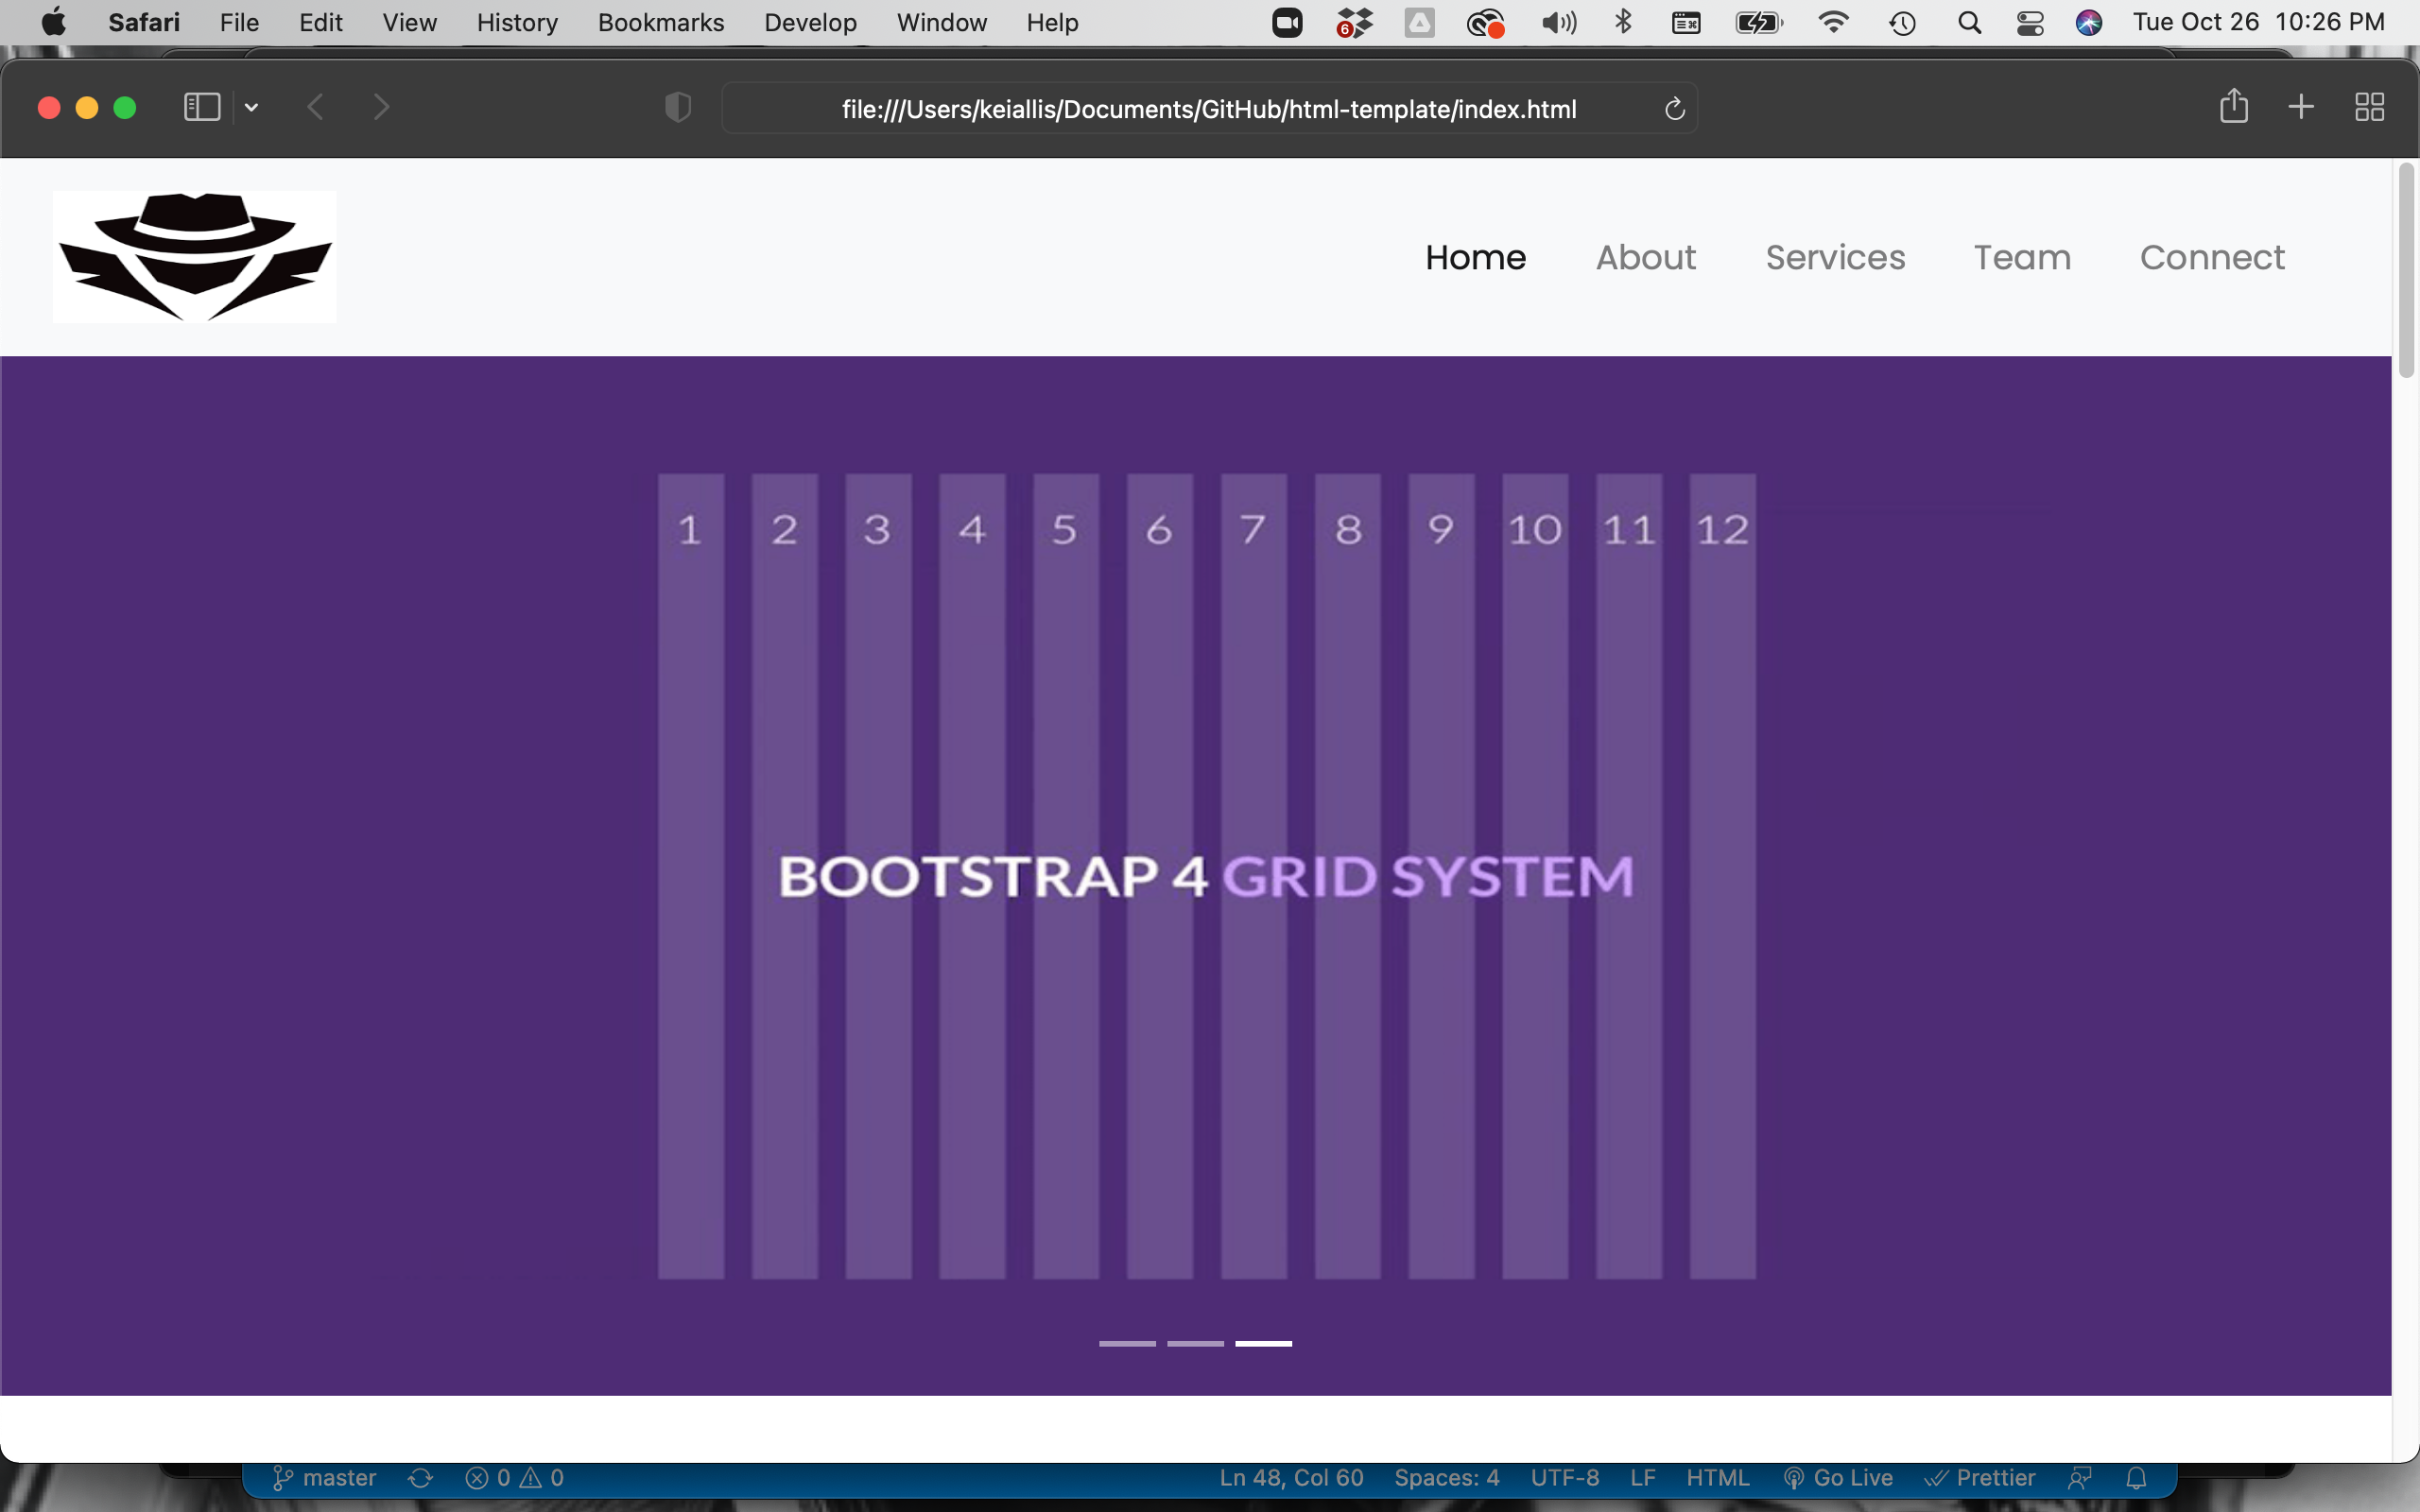 Safari File Edit View History Bookmarks Develop Window Help 6 Tue Oct 26 10:26 PM
file:///Users/keiallis/Documents/GitHub/html-template/index.html
Home About Services Team Connect
1 2 3 4 5 6 7 8 9 10 11 12
BOOTSTRAP 4 GRID SYSTEM
master 0 0 Ln 48, Col 60 Spaces: 4 UTF-8 LF HTML Go Live Prettier